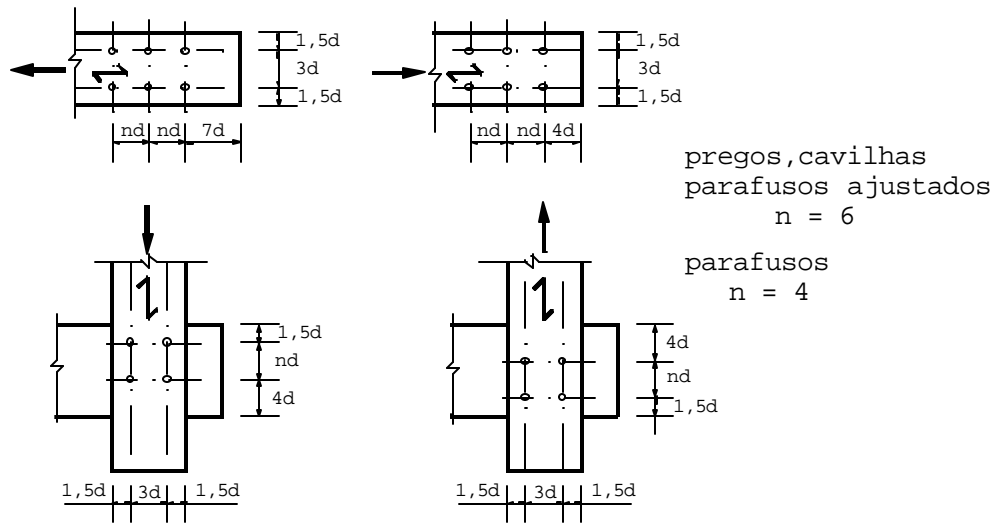 1,5d
3d
1,5d
nd nd 7d
1,5d
3d
1,5d
nd nd 4d
pregos,cavilhas
parafusos ajustados
n = 6
parafusos
n = 4
1,5d
nd
4d
1,5d 3d 1,5d
4d
nd
1,5d
1,5d 3d 1,5d